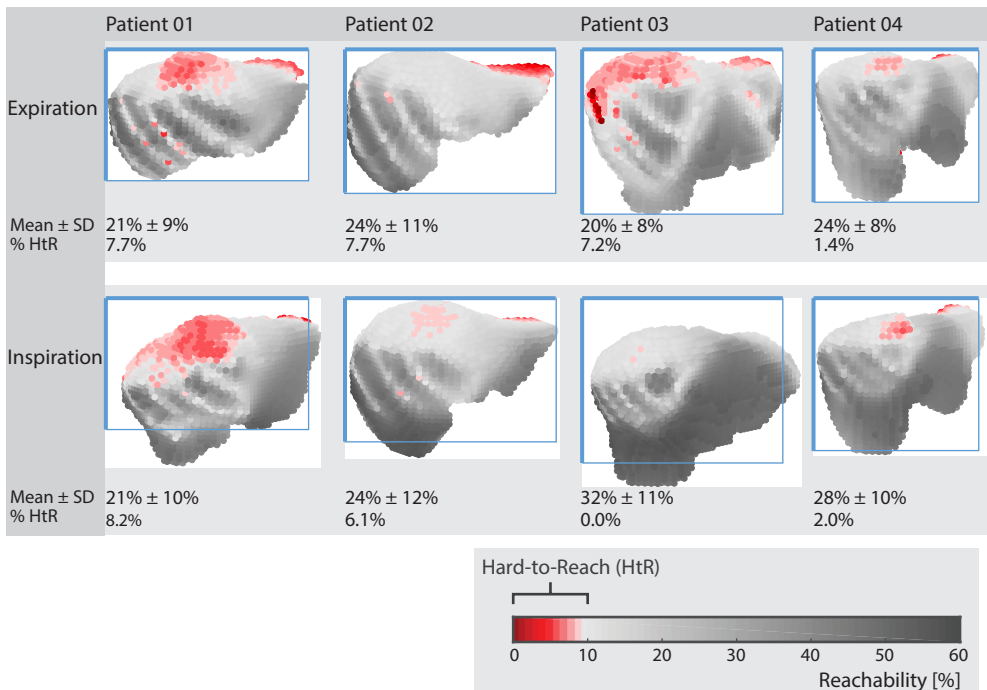 Patient 01 Patient 02 Patient 03 Patient 04
Expiration
Mean ± SD 21% ± 9% 24% ± 11% 20% ± 8% 24% ± 8%
% HtR 7.7% 7.7% 7.2% 1.4%
Inspiration
Mean ± SD 21% ± 10% 24% ± 12% 32% ± 11% 28% ± 10%
% HtR 8.2% 6.1% 0.0% 2.0%
Hard-to-Reach (HtR)
0 10 20 30 40 50 60
Reachability [%]